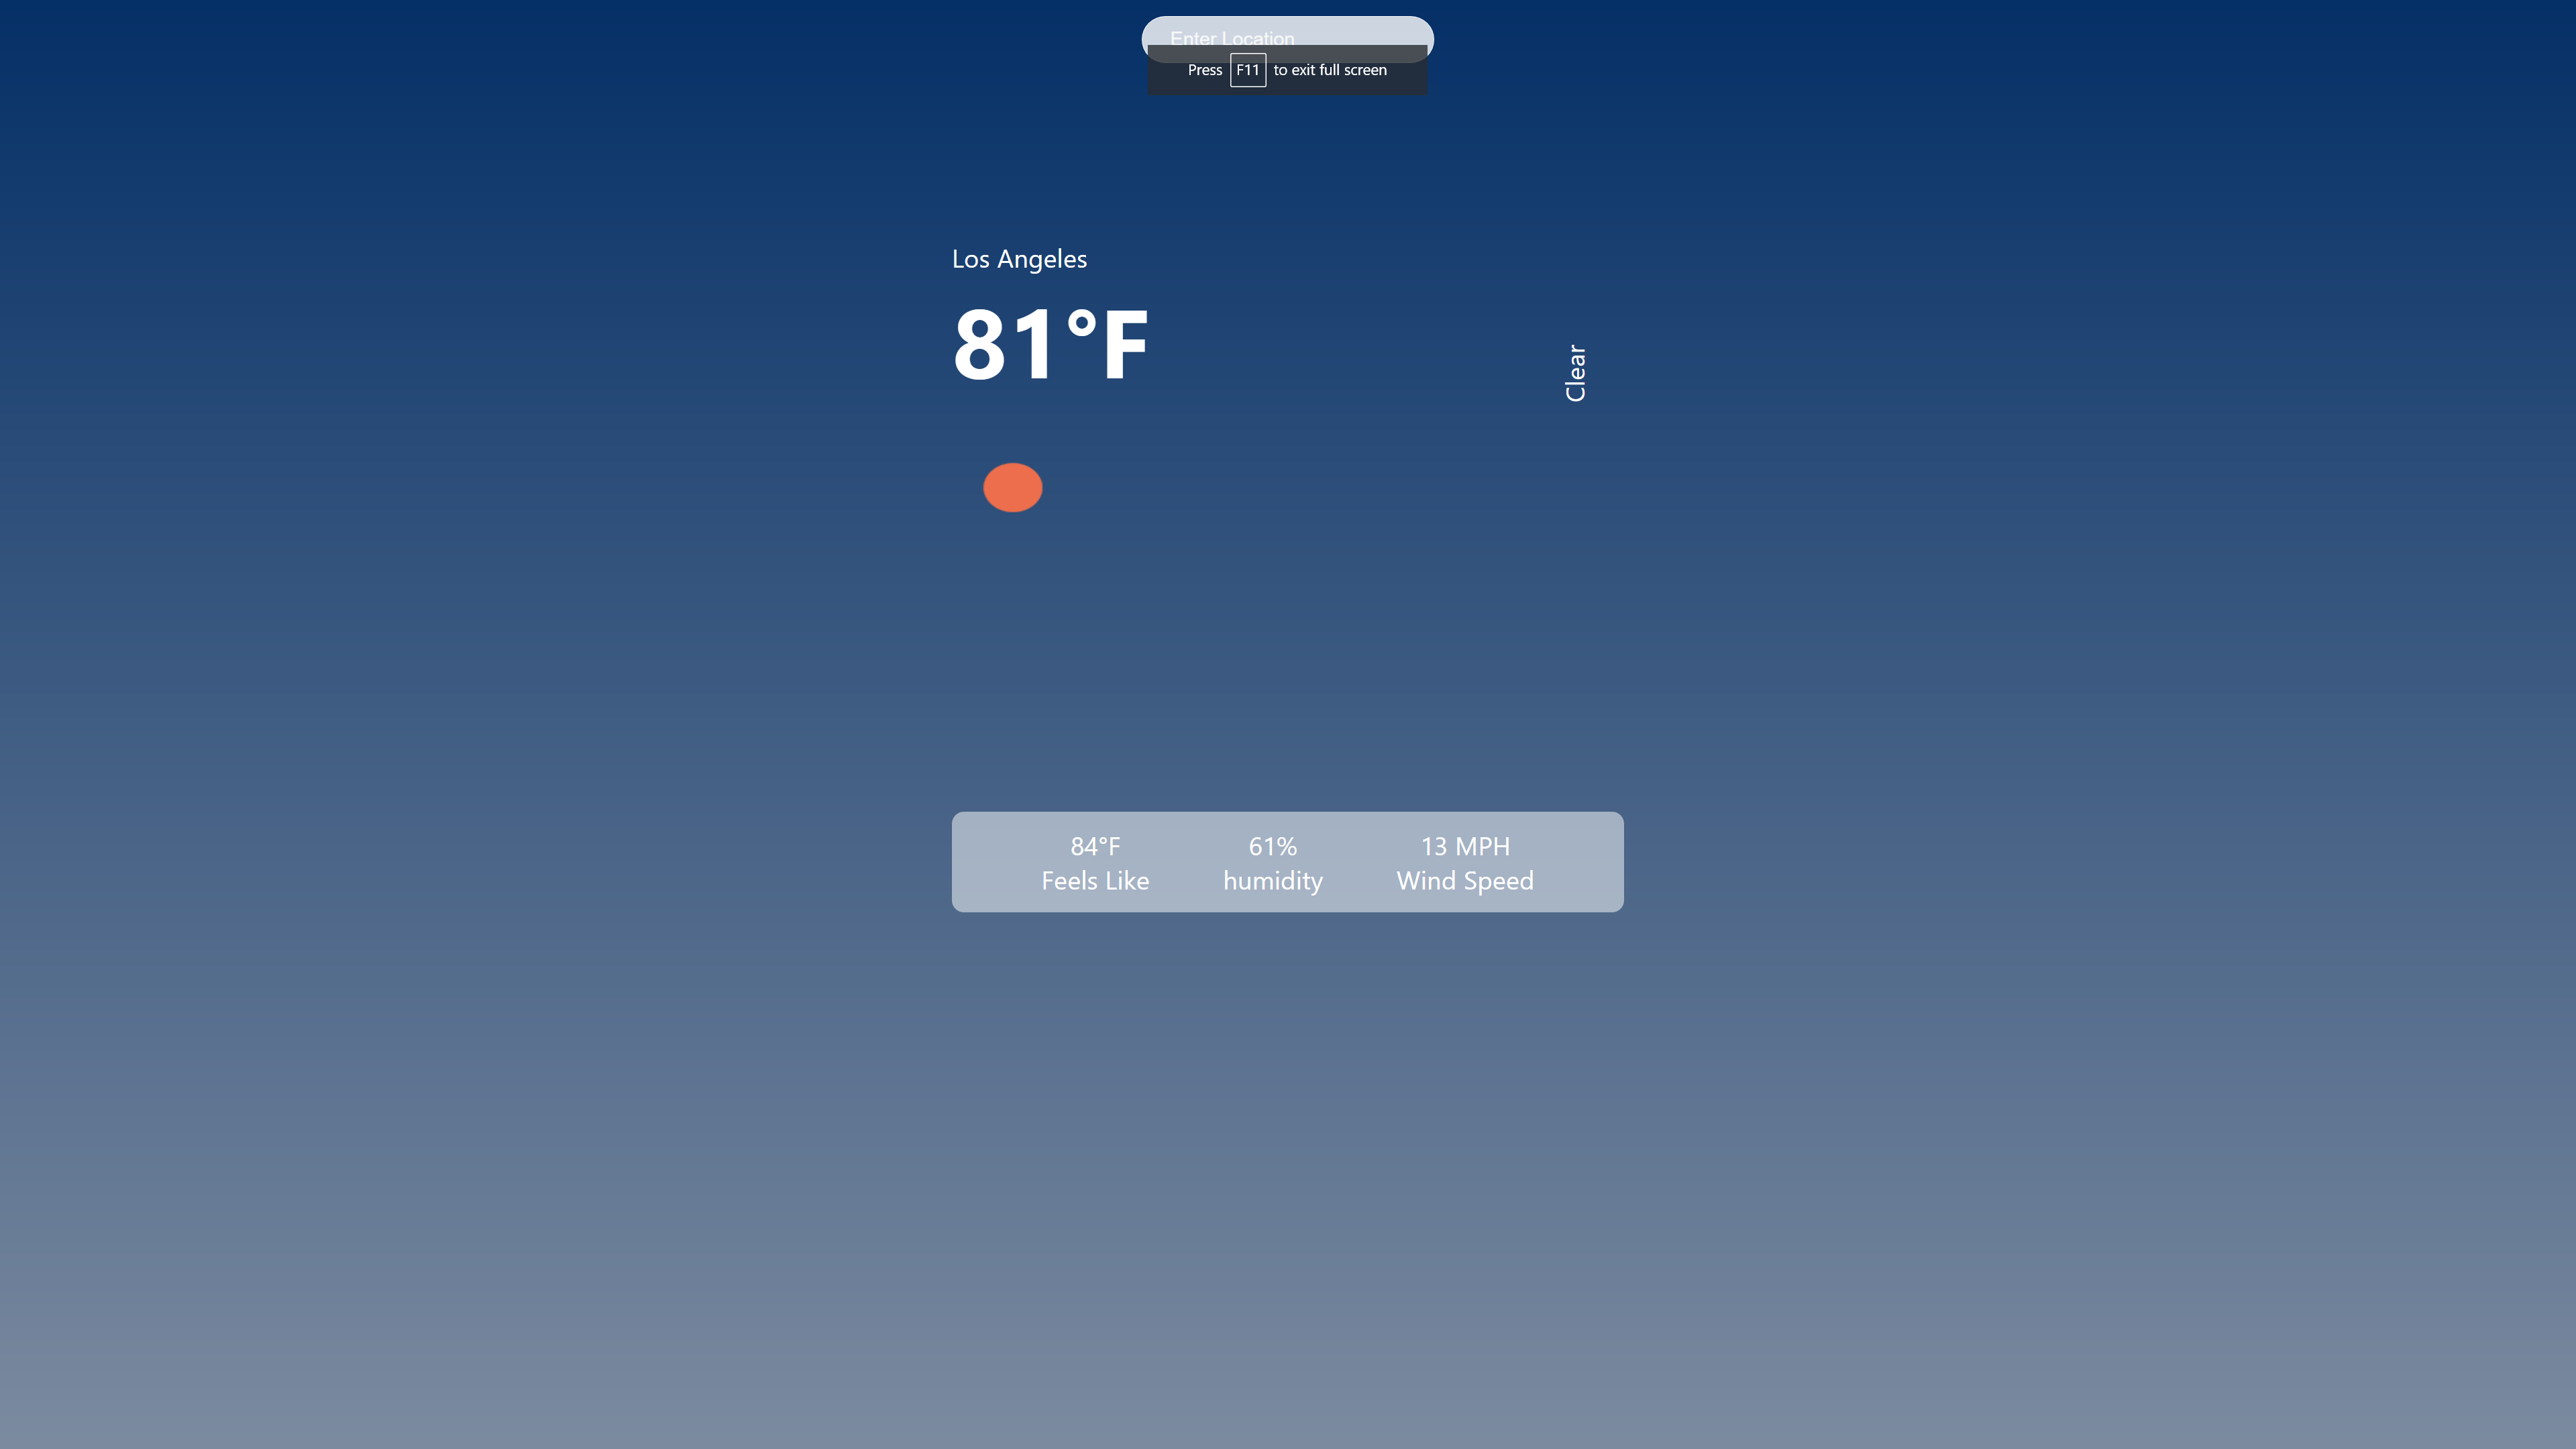 Enter Location
Press F11 to exit full screen
Los Angeles
81°F
Clear
84°F
Feels Like
61%
humidity
13 MPH
Wind Speed